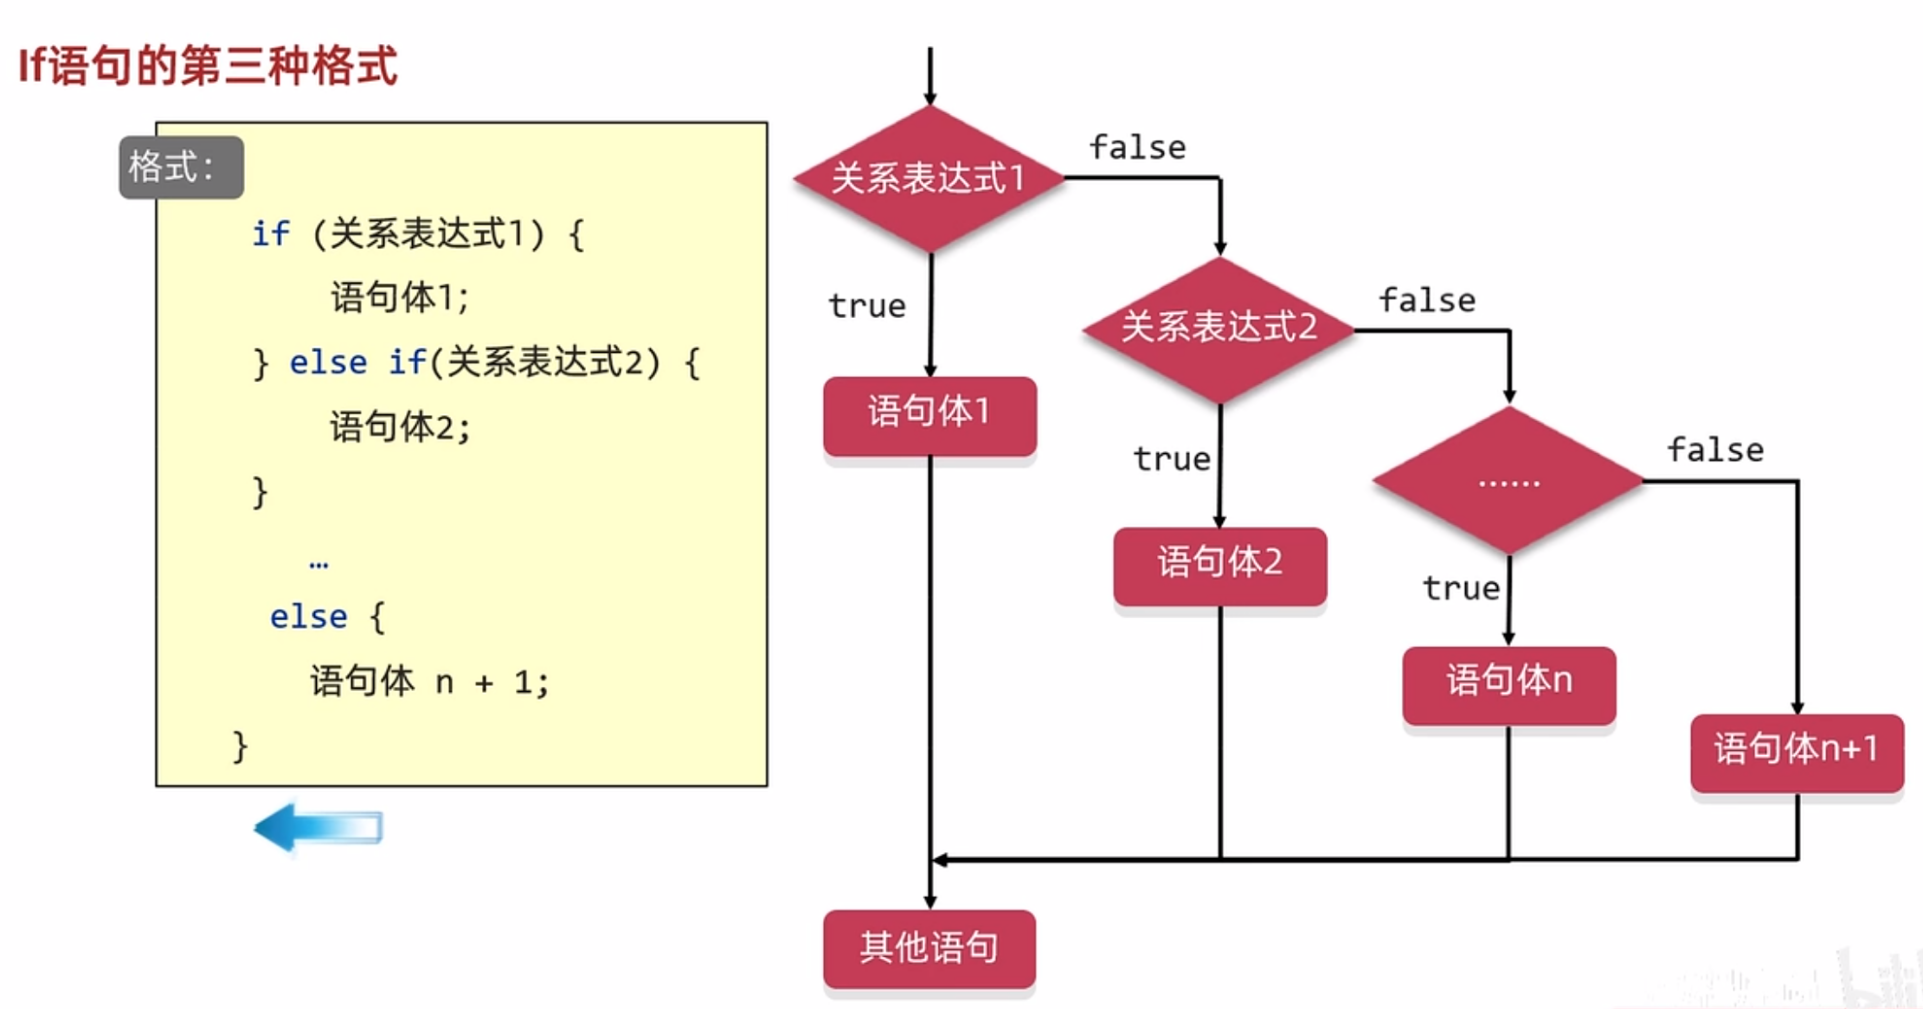 If语句的第三种格式
格式：
if (关系表达式1) {
语句体1;
} else if(关系表达式2) {
语句体2;
}
…
else {
语句体 n + 1;
}
关系表达式1
false
true
语句体1
关系表达式2
false
true
语句体2
……
false
true
语句体n
语句体n+1
其他语句